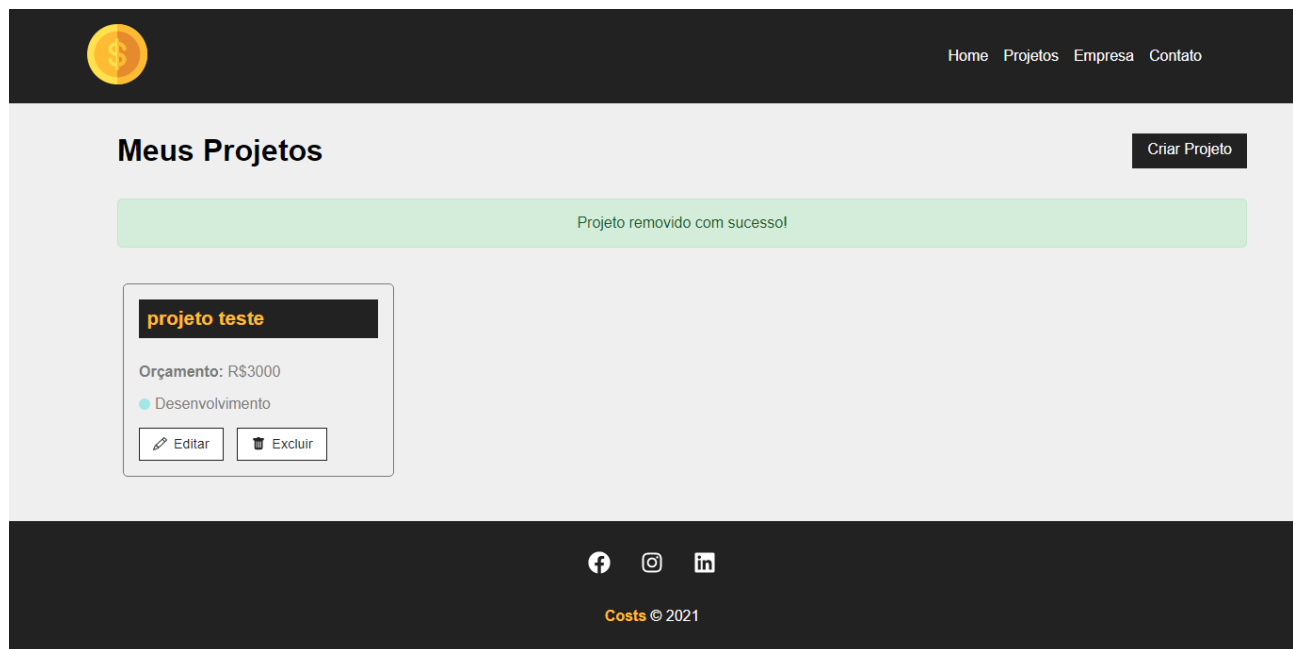 $
Home Projetos Empresa Contato
Meus Projetos
Criar Projeto
Projeto removido com sucesso!
projeto teste
Orçamento: R$3000
Desenvolvimento
Editar Excluir
Costs © 2021